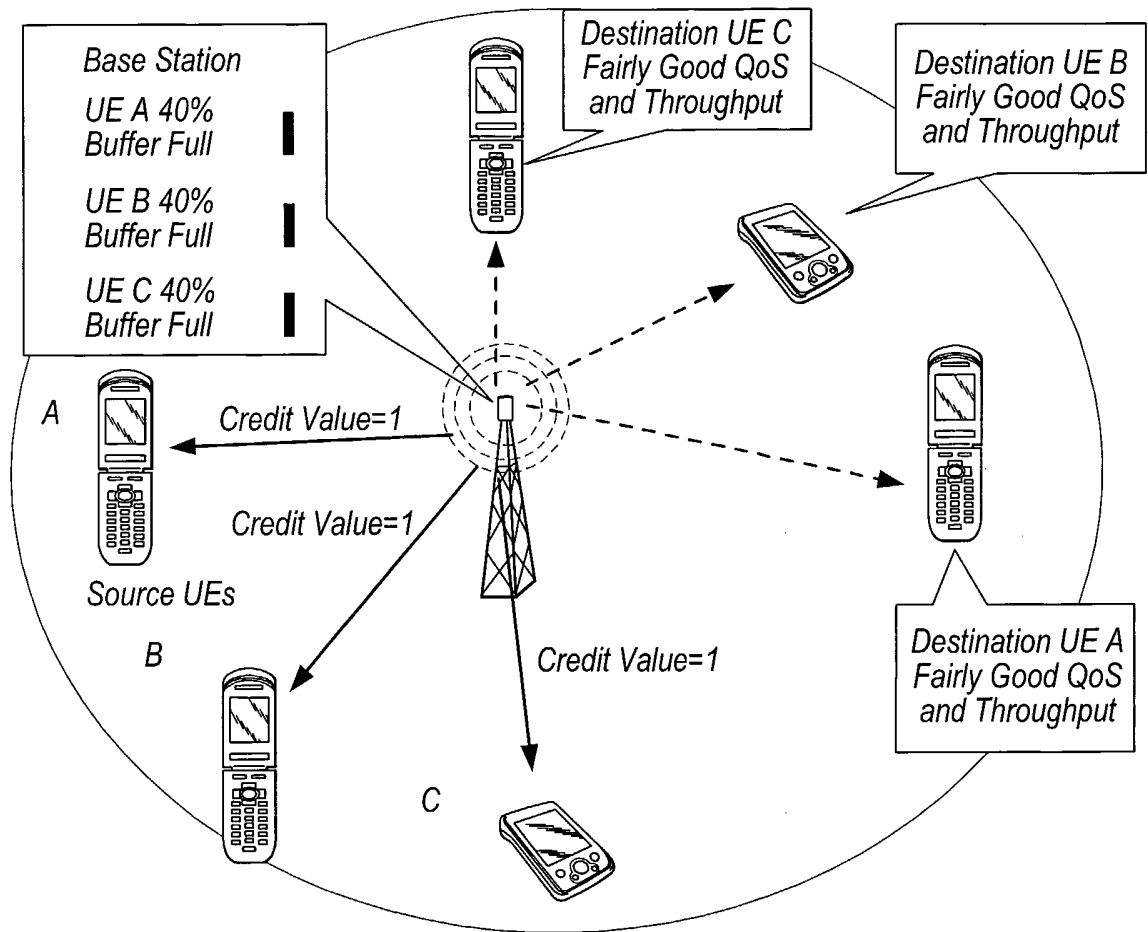 Base Station
UE A 40%
Buffer Full
UE B 40%
Buffer Full
UE C 40%
Buffer Full
Destination UE C
Fairly Good QoS
and Throughput
Destination UE B
Fairly Good QoS
and Throughput
A
Credit Value=1
Credit Value=1
Source UEs
B
Credit Value=1
Destination UE A
Fairly Good QoS
and Throughput
C